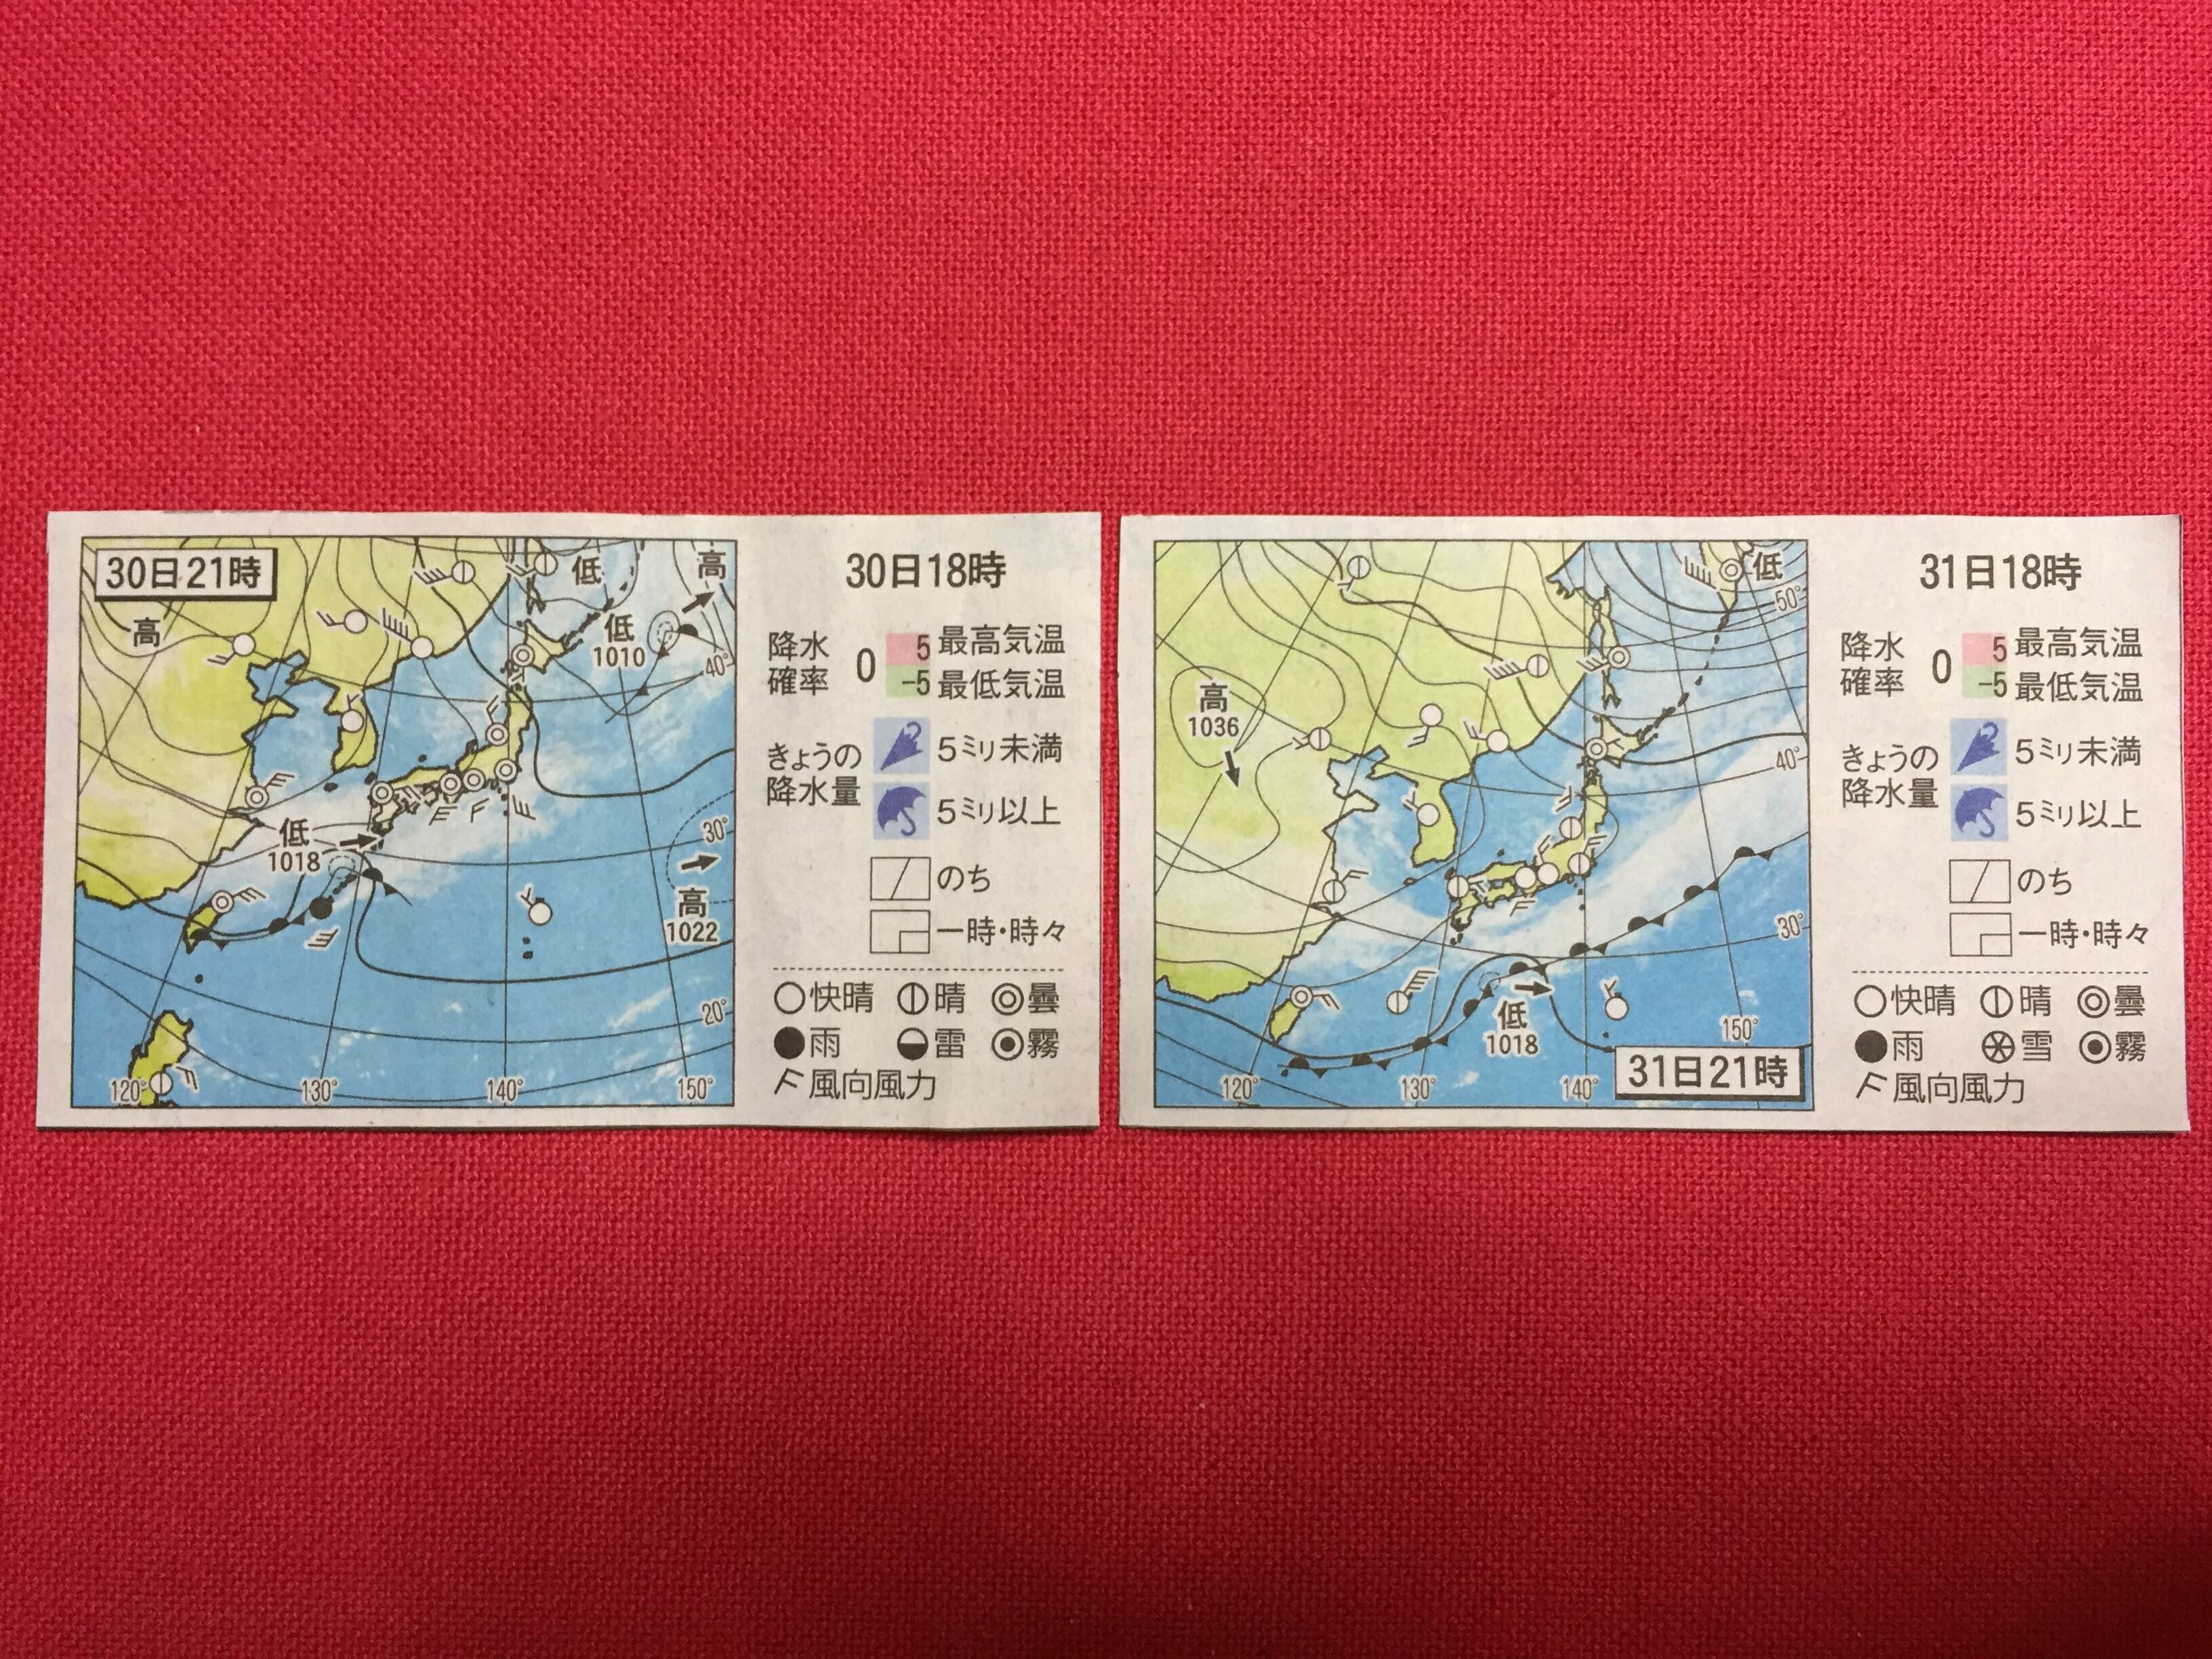 30日21時
高
低
高
低
1010
40°
低
1018
30°
高
1022
20°
120°
130°
140°
150°
30日18時
降水
確率
0
5 最高気温
-5 最低気温
きょうの
降水量
5ミリ未満
5ミリ以上
のち
一時・時々
快晴 晴 曇
雨 雷 霧
風向風力
低
50°
高
1036
40°
30°
低
1018
150°
120°
130°
140°
31日21時
31日18時
降水
確率
0
5 最高気温
-5 最低気温
きょうの
降水量
5ミリ未満
5ミリ以上
のち
一時・時々
快晴 晴 曇
雨 雪 霧
風向風力